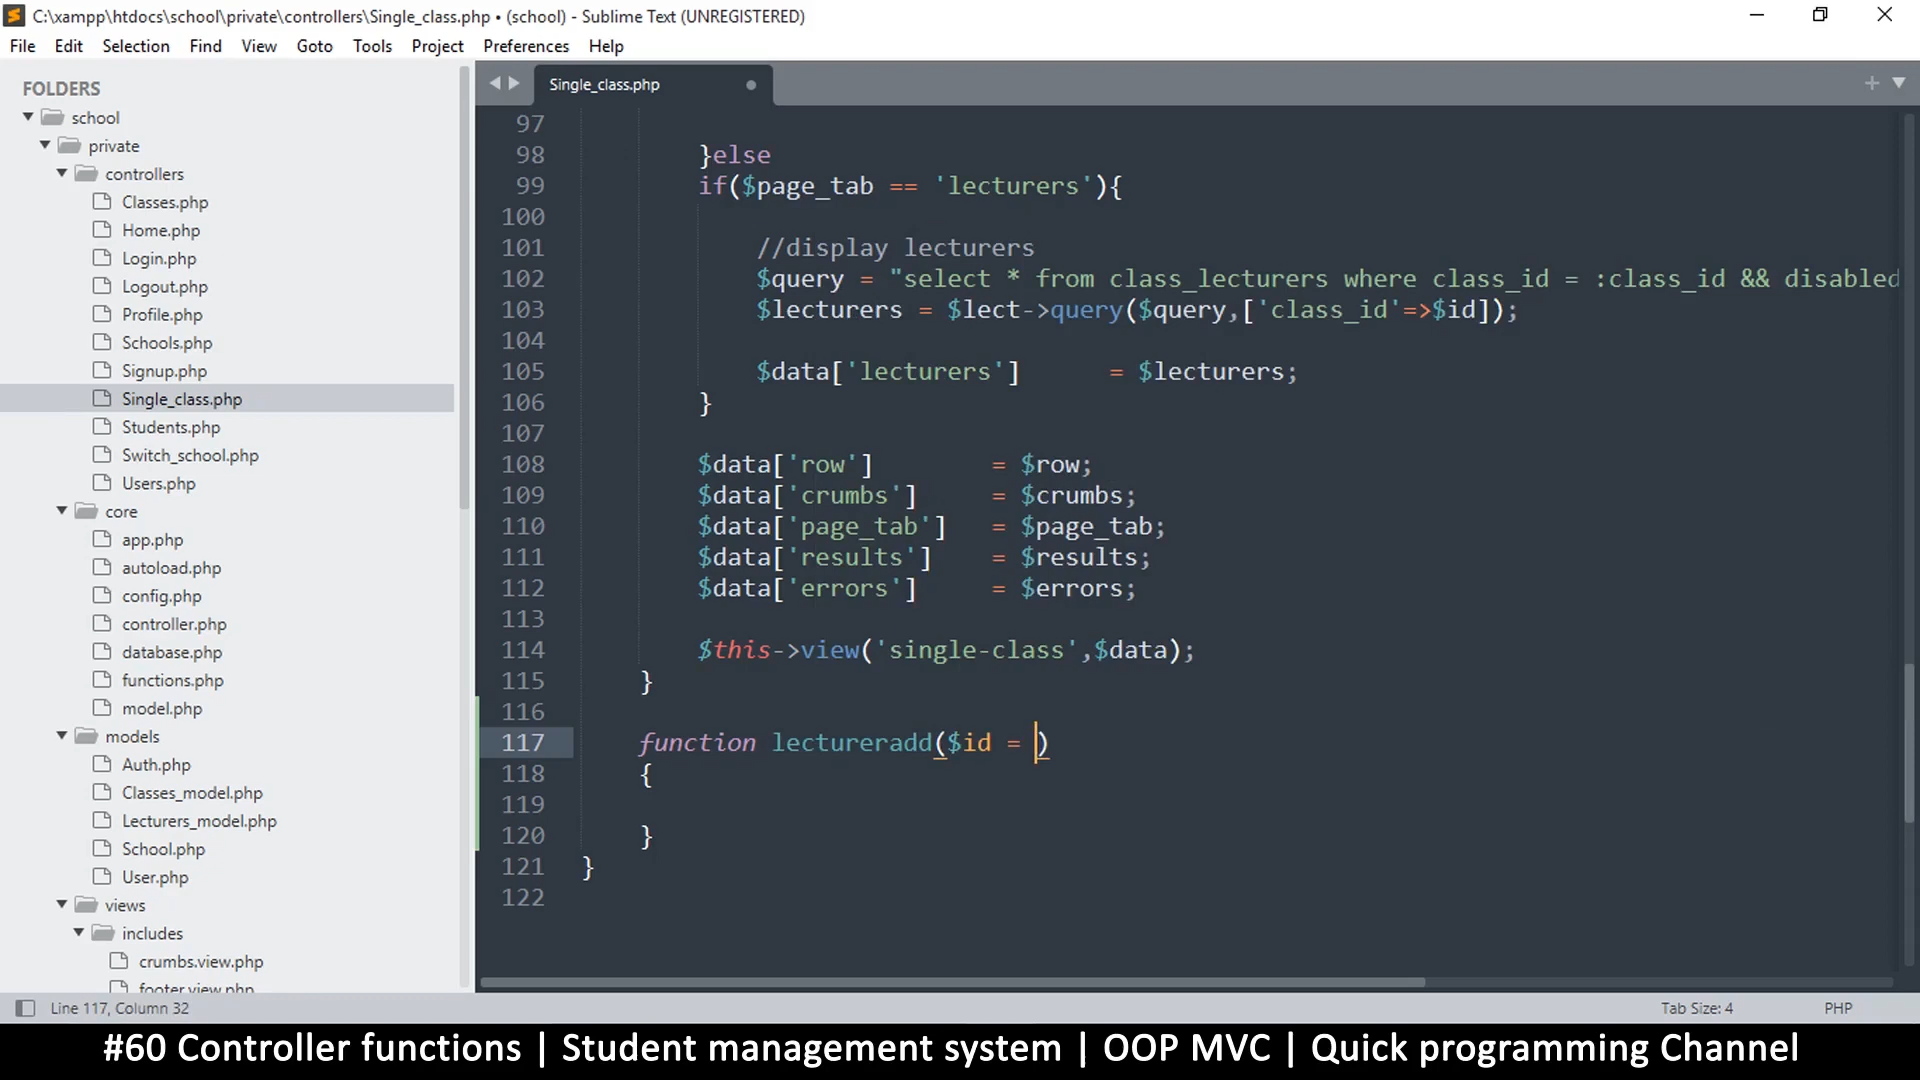 C:\xampp\htdocs\school\private\controllers\Single_class.php • (school) - Sublime Text (UNREGISTERED)
File Edit Selection Find View Goto Tools Project Preferences Help
FOLDERS
school
private
controllers
Classes.php
Home.php
Login.php
Logout.php
Profile.php
Schools.php
Signup.php
Single_class.php
Students.php
Switch_school.php
Users.php
core
app.php
autoload.php
config.php
controller.php
database.php
functions.php
model.php
models
Auth.php
Classes_model.php
Lecturers_model.php
School.php
User.php
views
includes
crumbs.view.php
footer.view.php
Single_class.php
97
98 }else
99 if($page_tab == 'lecturers'){
100
101 //display lecturers
102 $query = "select * from class_lecturers where class_id = :class_id && disabled
103 $lecturers = $lect->query($query,['class_id'=>$id]);
104
105 $data['lecturers'] = $lecturers;
106 }
107
108 $data['row'] = $row;
109 $data['crumbs'] = $crumbs;
110 $data['page_tab'] = $page_tab;
111 $data['results'] = $results;
112 $data['errors'] = $errors;
113
114 $this->view('single-class',$data);
115 }
116
117 function lectureradd($id = )
118 {
119
120 }
121 }
122
Line 117, Column 32
Tab Size: 4
PHP
#60 Controller functions | Student management system | OOP MVC | Quick programming Channel